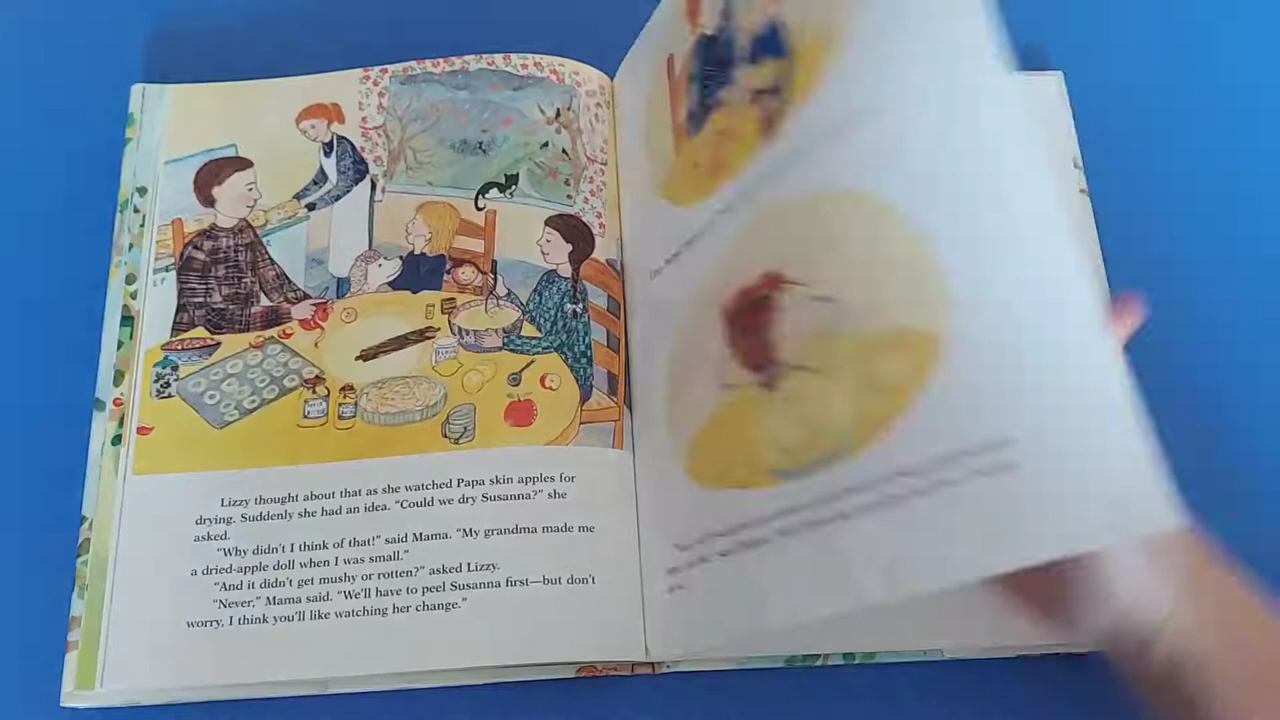 Lizzy thought about that as she watched Papa skin apples for
drying. Suddenly she had an idea. “Could we dry Susanna?” she
asked.
“Why didn’t I think of that!” said Mama. “My grandma made me
a dried-apple doll when I was small.”
“And it didn’t get mushy or rotten?” asked Lizzy.
“Never,” Mama said. “We’ll have to peel Susanna first—but don’t
worry, I think you’ll like watching her change.”